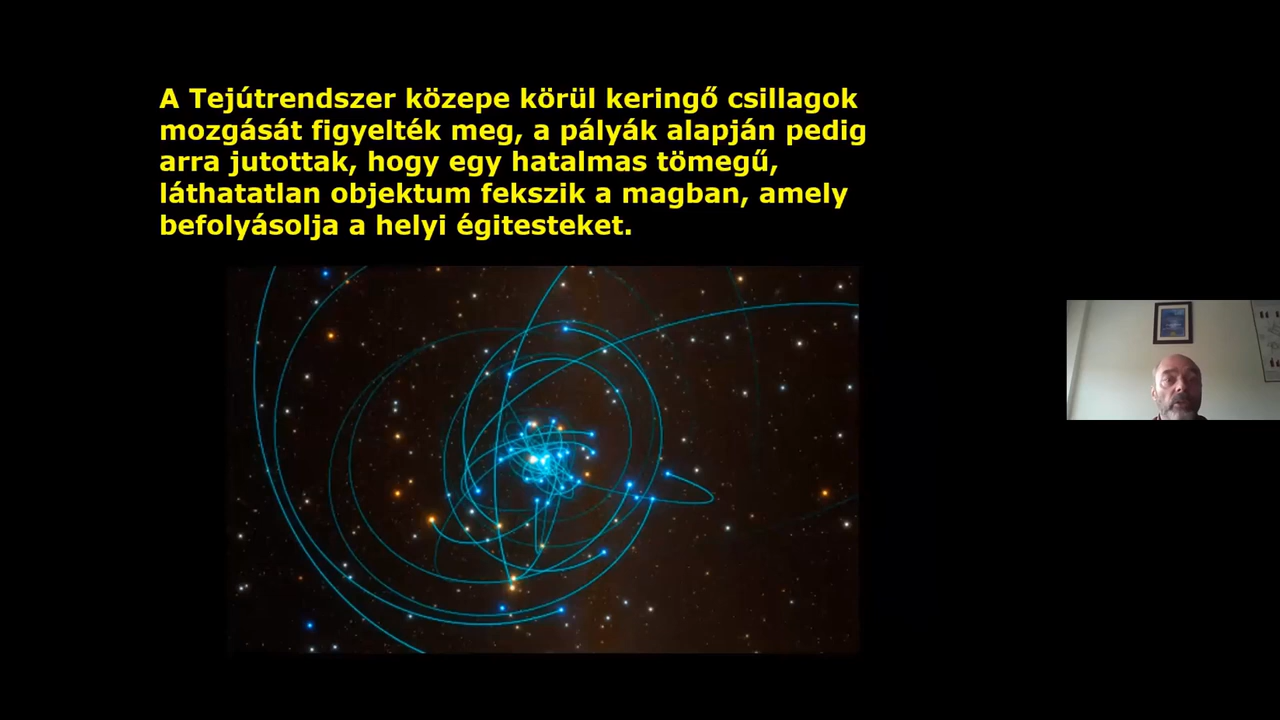 A Tejútrendszer közepe körül keringő csillagok
mozgását figyelték meg, a pályák alapján pedig
arra jutottak, hogy egy hatalmas tömegű,
láthatatlan objektum fekszik a magban, amely
befolyásolja a helyi égitesteket.